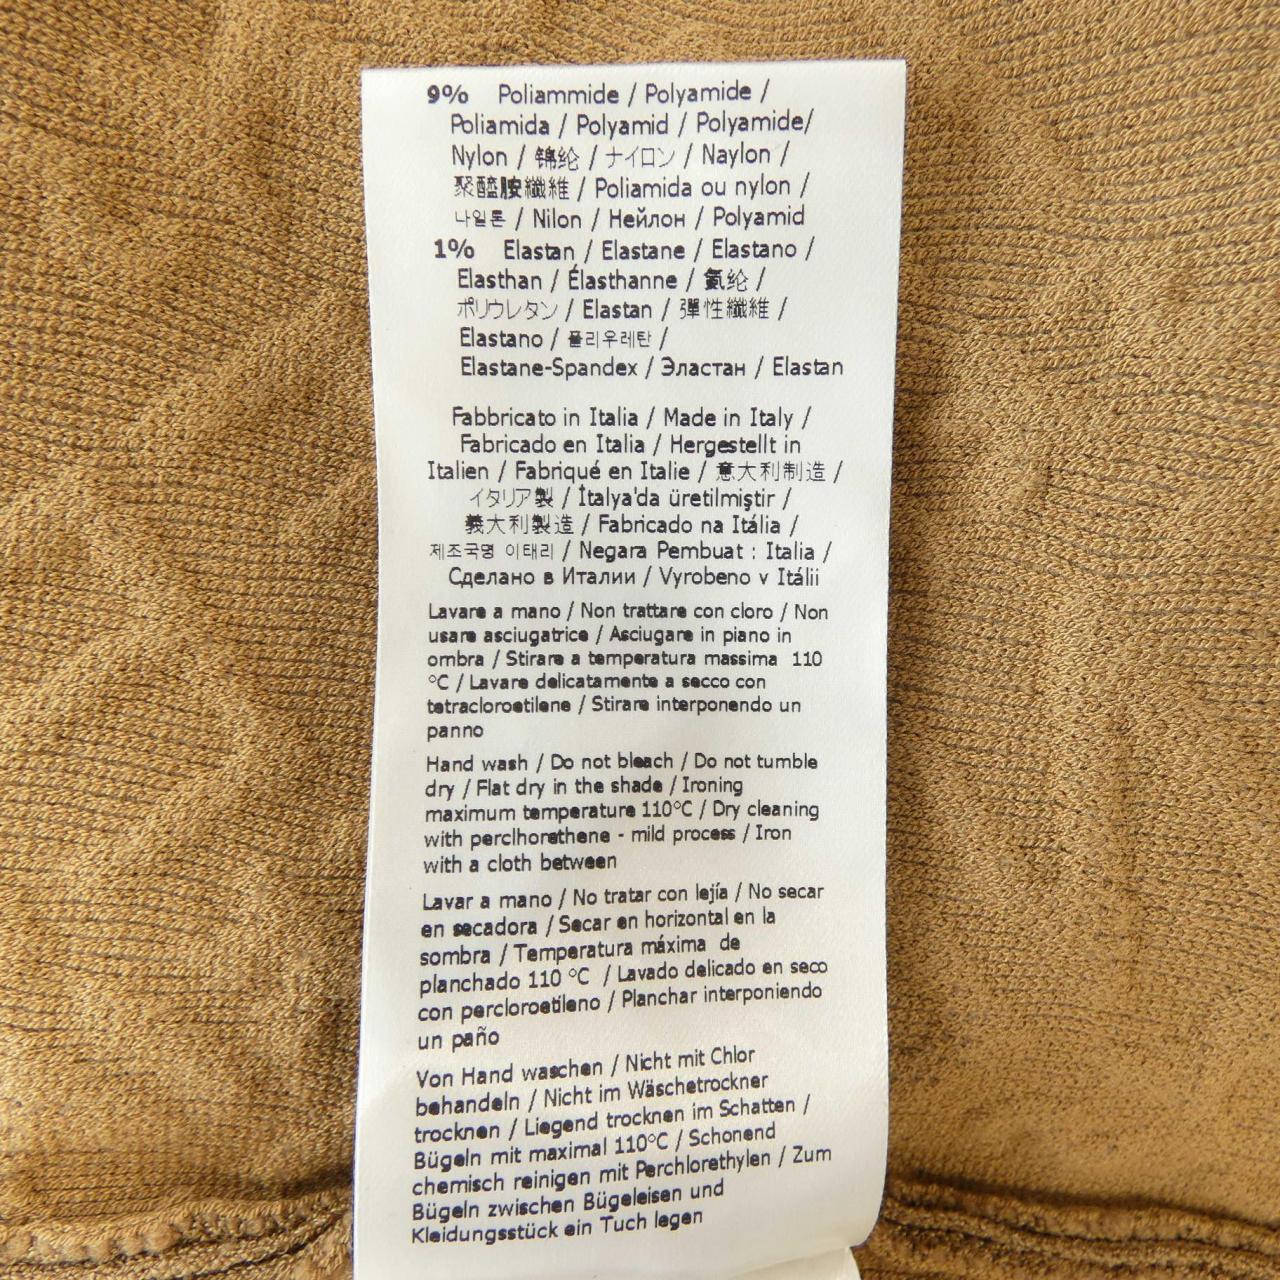 9% Poliammide / Polyamide /
Poliamida / Polyamid / Polyamide/
Nylon / 锦纶 / ナイロン / Naylon /
聚醯胺纖維 / Poliamida ou nylon /
나일론 / Nilon / Нейлон / Polyamid
1% Elastan / Elastane / Elastano /
Elasthan / Élasthanne / 氨纶 /
ポリウレタン / Elastan / 彈性纖維 /
Elastano / 폴리우레탄 /
Elastane-Spandex / Эластан / Elastan
Fabbricato in Italia / Made in Italy /
Fabricado en Italia / Hergestellt in
Italien / Fabriqué en Italie / 意大利制造 /
イタリア製 / İtalya'da üretilmiştir /
義大利製造 / Fabricado na Itália /
제조국명 이태리 / Negara Pembuat : Italia /
Сделано в Италии / Vyrobeno v Itálii
Lavare a mano / Non trattare con cloro / Non
usare asciugatrice / Asciugare in piano in
ombra / Stirare a temperatura massima 110
°C / Lavare delicatamente a secco con
tetracloroetilene / Stirare interponendo un
panno
Hand wash / Do not bleach / Do not tumble
dry / Flat dry in the shade / Ironing
maximum temperature 110°C / Dry cleaning
with perclhorethene - mild process / Iron
with a cloth between
Lavar a mano / No tratar con lejía / No secar
en secadora / Secar en horizontal en la
sombra / Temperatura máxima de
planchado 110 °C / Lavado delicado en seco
con percloroetileno / Planchar interponiendo
un paño
Von Hand waschen / Nicht mit Chlor
behandeln / Nicht im Wäschetrockner
trocknen / Liegend trocknen im Schatten /
Bügeln mit maximal 110°C / Schonend
chemisch reinigen mit Perchlorethylen / Zum
Bügeln zwischen Bügeleisen und
Kleidungsstück ein Tuch legen